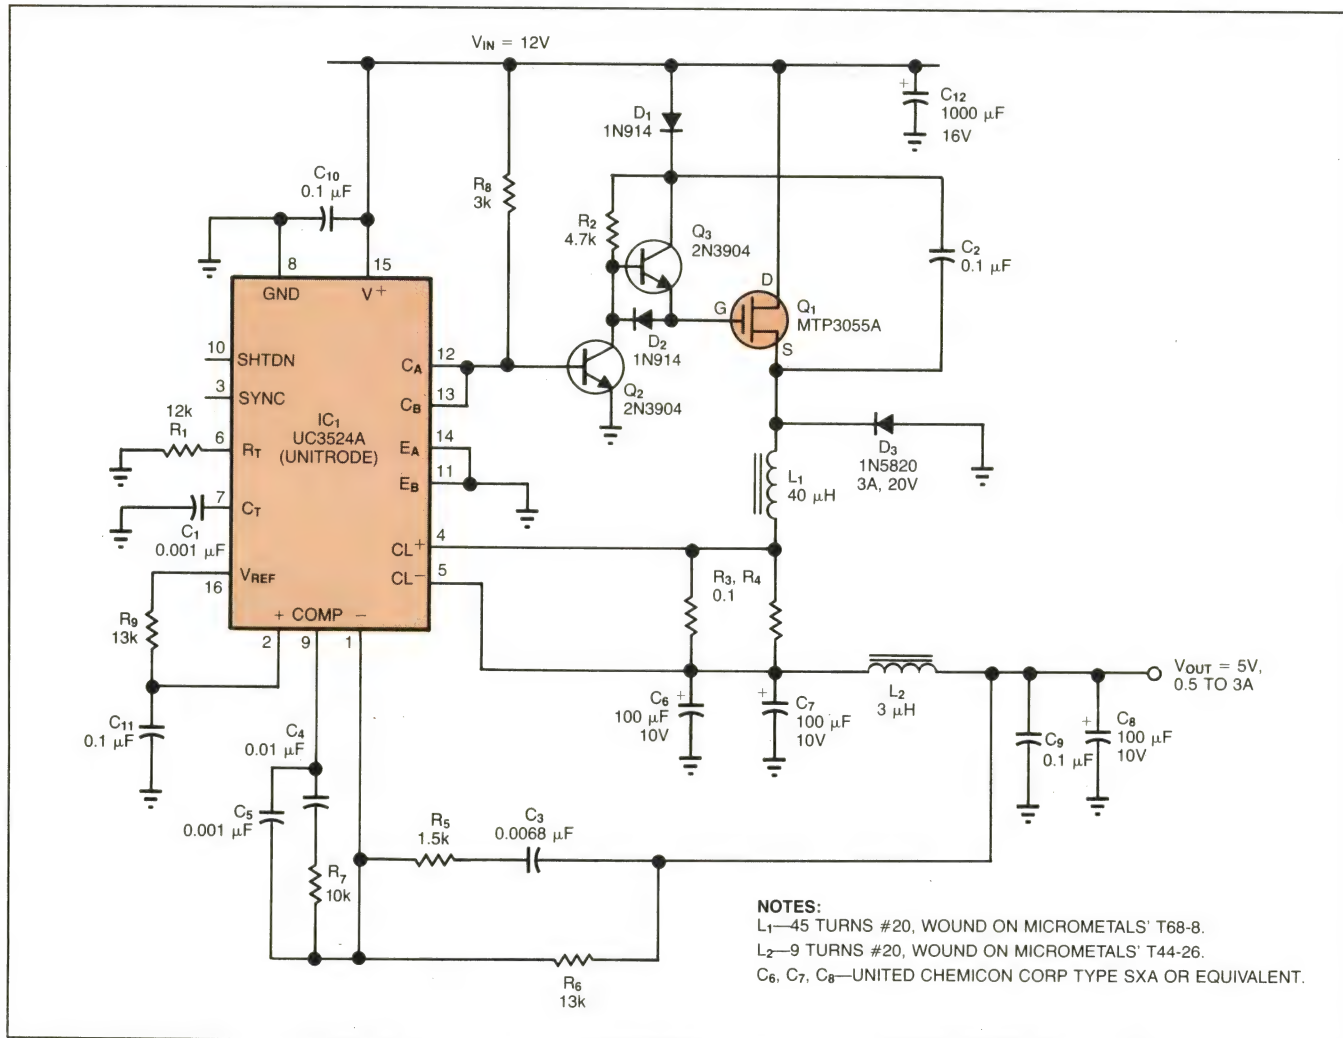 VIN = 12V
C12
1000 µF
16V
D1
1N914
C10
0.1 µF
R8
3k
R2
4.7k
Q3
2N3904
C2
0.1 µF
8
15
GND
V+
D
G
Q1
MTP3055A
S
D2
1N914
10
SHTDN
CA
12
3
SYNC
CB
13
Q2
2N3904
12k
R1
6
RT
IC1
UC3524A
(UNITRODE)
EA
14
EB
11
D3
1N5820
3A, 20V
L1
40 µH
7
CT
C1
0.001 µF
CL+
4
CL−
5
VREF
16
R3, R4
0.1
R9
13k
+ COMP −
2
9
1
VOUT = 5V,
0.5 TO 3A
L2
3 µH
C11
0.1 µF
C4
0.01 µF
C6
100 µF
10V
C7
100 µF
10V
C9
0.1 µF
C8
100 µF
10V
C5
0.001 µF
R5
1.5k
C3
0.0068 µF
R7
10k
R6
13k
NOTES:
L1—45 TURNS #20, WOUND ON MICROMETALS' T68-8.
L2—9 TURNS #20, WOUND ON MICROMETALS' T44-26.
C6, C7, C8—UNITED CHEMICON CORP TYPE SXA OR EQUIVALENT.